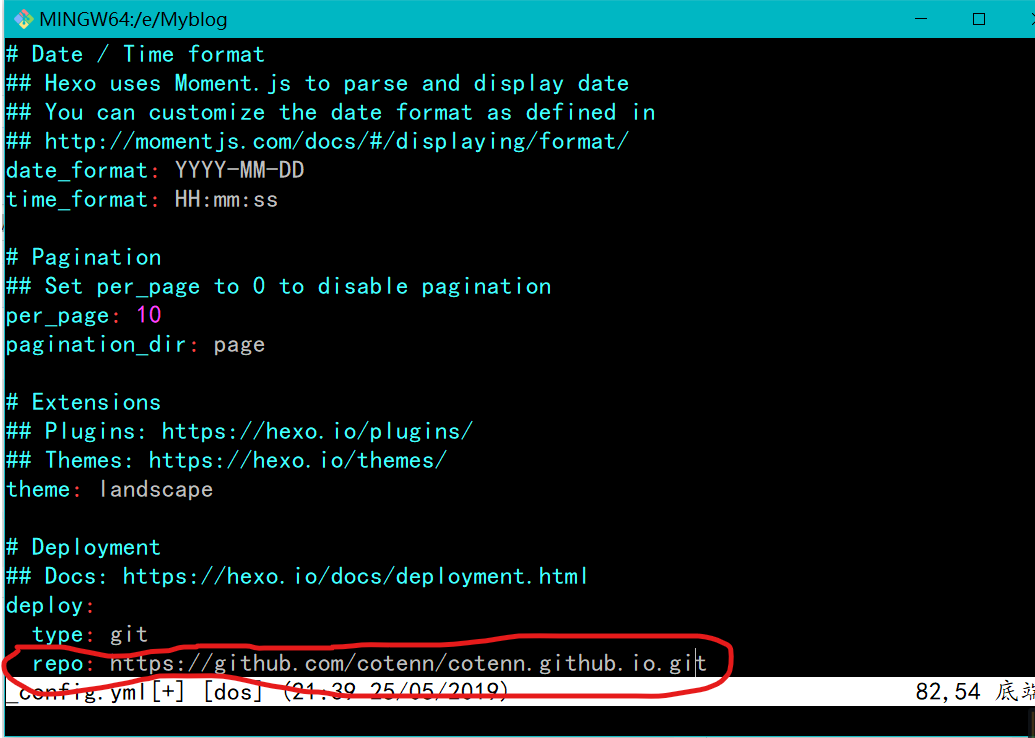 MINGW64:/e/Myblog
# Date / Time format
## Hexo uses Moment.js to parse and display date
## You can customize the date format as defined in
## http://momentjs.com/docs/#/displaying/format/
date_format: YYYY-MM-DD
time_format: HH:mm:ss
# Pagination
## Set per_page to 0 to disable pagination
per_page: 10
pagination_dir: page
# Extensions
## Plugins: https://hexo.io/plugins/
## Themes: https://hexo.io/themes/
theme: landscape
# Deployment
## Docs: https://hexo.io/docs/deployment.html
deploy:
  type: git
  repo: https://github.com/cotenn/cotenn.github.io.git
_config.yml[+] [dos] (21:39 25/05/2019) 82,54 底端